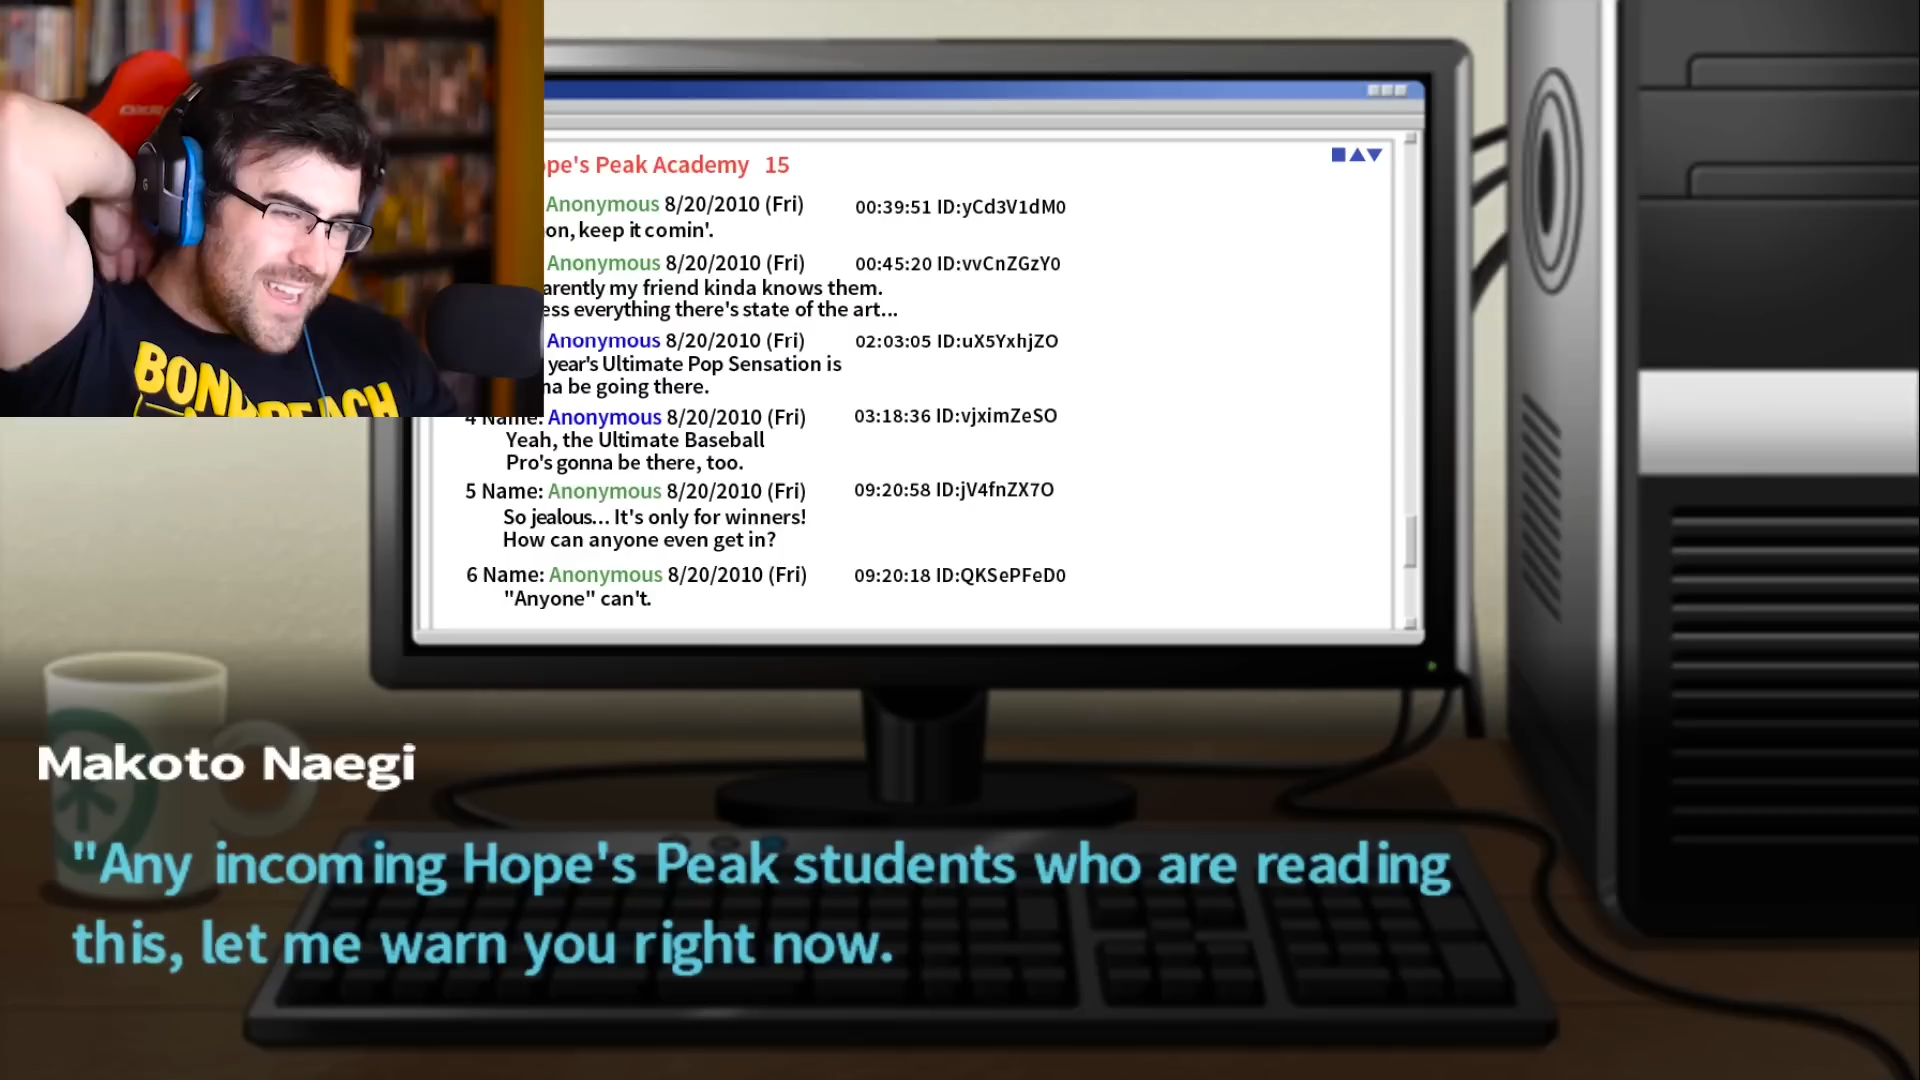 ope's Peak Academy 15
Anonymous 8/20/2010 (Fri) 00:39:51 ID:yCd3V1dM0
on, keep it comin'.
Anonymous 8/20/2010 (Fri) 00:45:20 ID:vvCnZGzY0
arently my friend kinda knows them.
ess everything there's state of the art...
Anonymous 8/20/2010 (Fri) 02:03:05 ID:uX5YxhjZO
year's Ultimate Pop Sensation is
na be going there.
4 Name: Anonymous 8/20/2010 (Fri) 03:18:36 ID:vjximZeSO
Yeah, the Ultimate Baseball
Pro's gonna be there, too.
5 Name: Anonymous 8/20/2010 (Fri) 09:20:58 ID:jV4fnZX7O
So jealous... It's only for winners!
How can anyone even get in?
6 Name: Anonymous 8/20/2010 (Fri) 09:20:18 ID:QKSePFeD0
"Anyone" can't.
Makoto Naegi
"Any incoming Hope's Peak students who are reading
this, let me warn you right now.